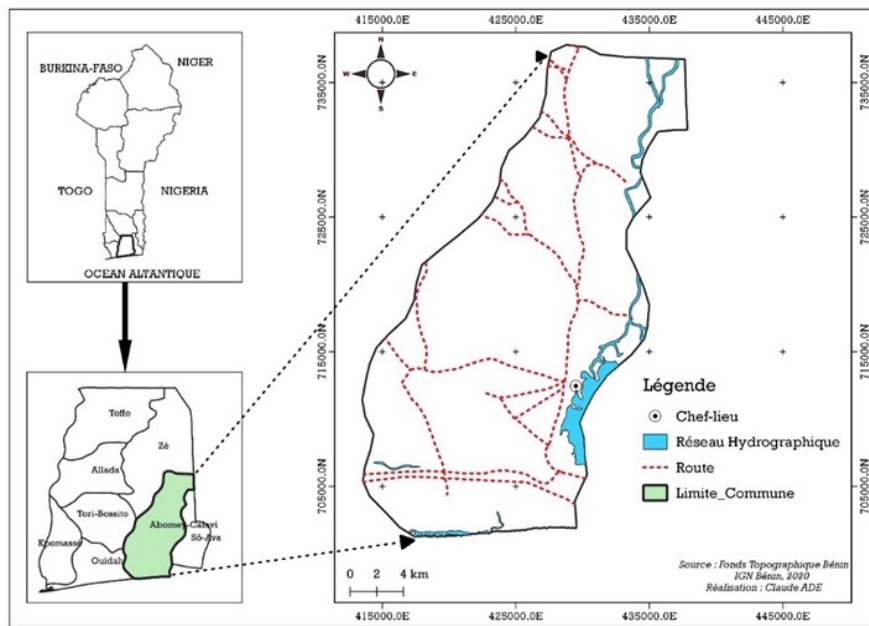 BURKINA-FASO
NIGER
TOGO
NIGERIA
OCEAN ALTANTIQUE
Toffo
Zè
Allada
Tori-Bossito
Abomey-Calavi
Kpomassè
Sô-Ava
Ouidah
415000.0E 425000.0E 435000.0E 445000.0E
N
W E
S
735000.0N 735000.0N
725000.0N 725000.0N
715000.0N 715000.0N
705000.0N 705000.0N
Légende
Chef-lieu
Réseau Hydrographique
Route
Limite_Commune
0 2 4 km
Source : Fonds Topographique Bénin
IGN Bénin, 2020
Réalisation : Claude ADE
415000.0E 425000.0E 435000.0E 445000.0E